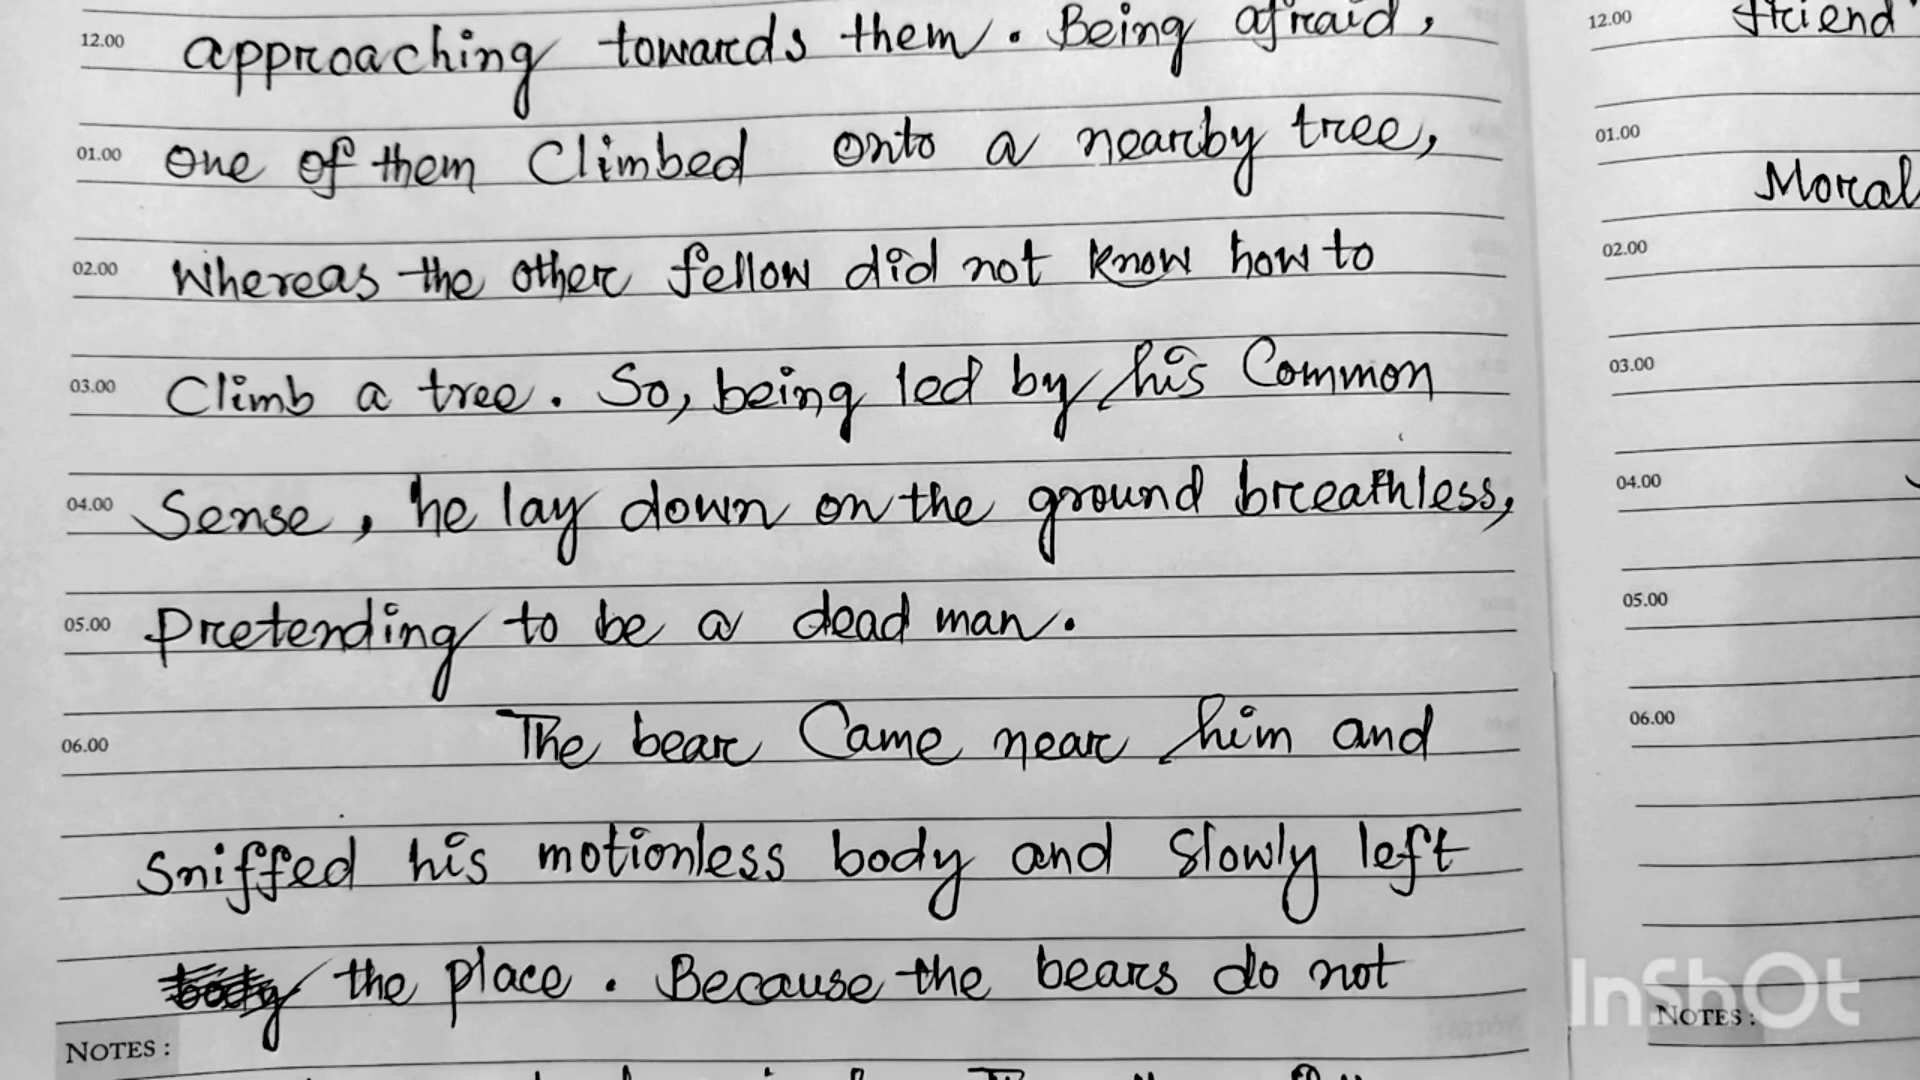 12.00 approaching towards them. Being afraid,
01.00 one of them Climbed onto a nearby tree,
02.00 Whereas the other fellow did not know how to
03.00 Climb a tree. So, being led by his Common
04.00 Sense, he lay down on the ground breathless,
05.00 Pretending to be a dead man.
06.00 The bear Came near him and
Sniffed his motionless body and Slowly left
the place. Because the bears do not
NOTES :
12.00 friend
01.00
Moral
02.00
03.00
04.00
05.00
06.00
InShOt
NOTES :